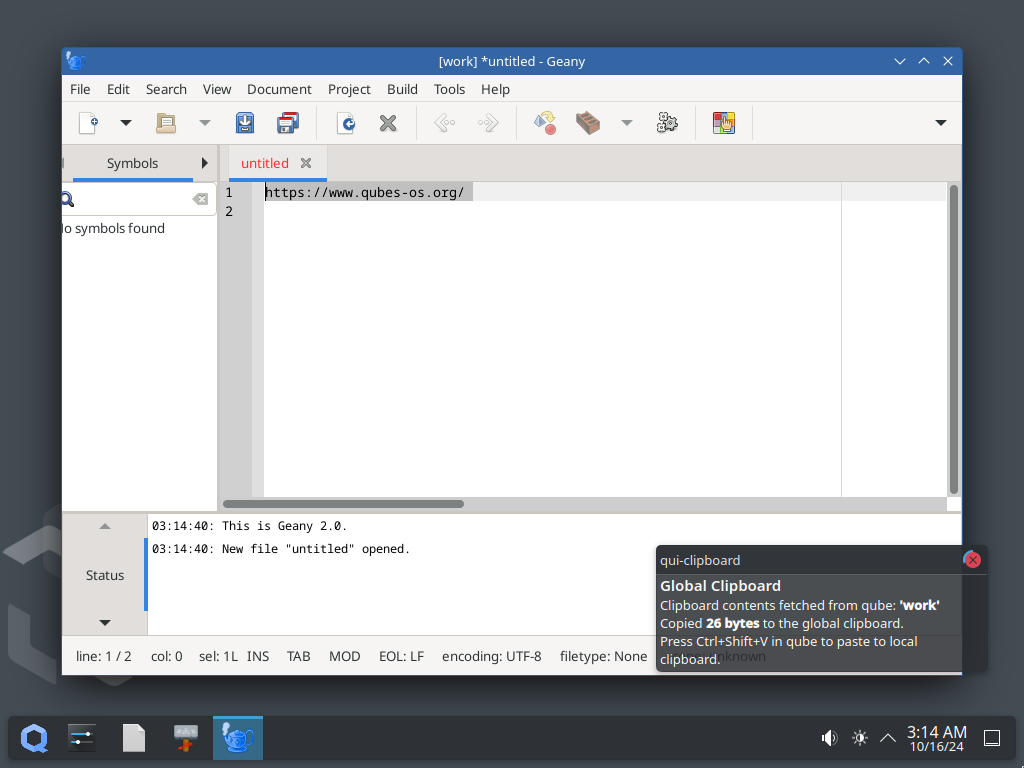 [work] *untitled - Geany
File Edit Search View Document Project Build Tools Help
Symbols
untitled
1 https://www.qubes-os.org/
2
symbols found
03:14:40: This is Geany 2.0.
03:14:40: New file "untitled" opened.
Status
qui-clipboard
Global Clipboard
Clipboard contents fetched from qube: 'work'
Copied 26 bytes to the global clipboard.
Press Ctrl+Shift+V in qube to paste to local
clipboard.
line: 1 / 2 col: 0 sel: 1L INS TAB MOD EOL: LF encoding: UTF-8 filetype: None
3:14 AM
10/16/24